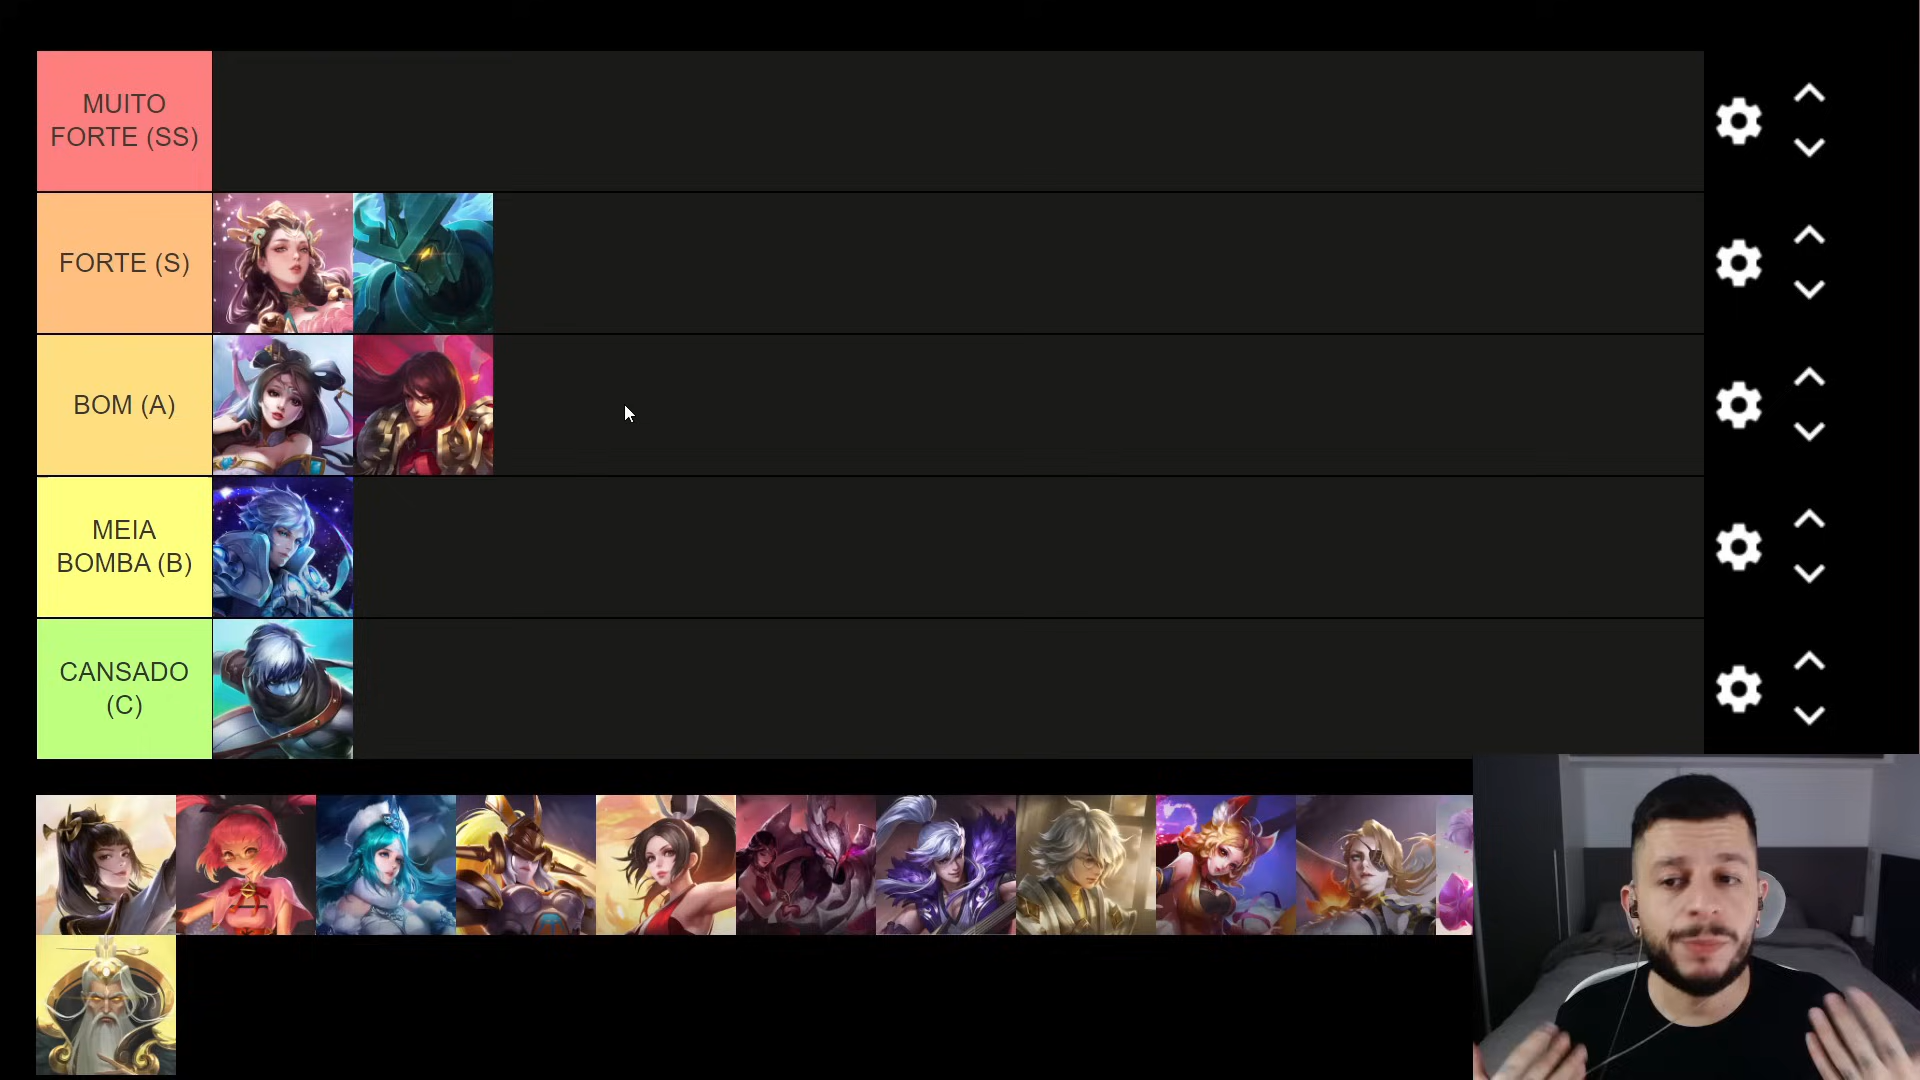 MUITO
FORTE (SS)
FORTE (S)
BOM (A)
MEIA
BOMBA (B)
CANSADO
(C)